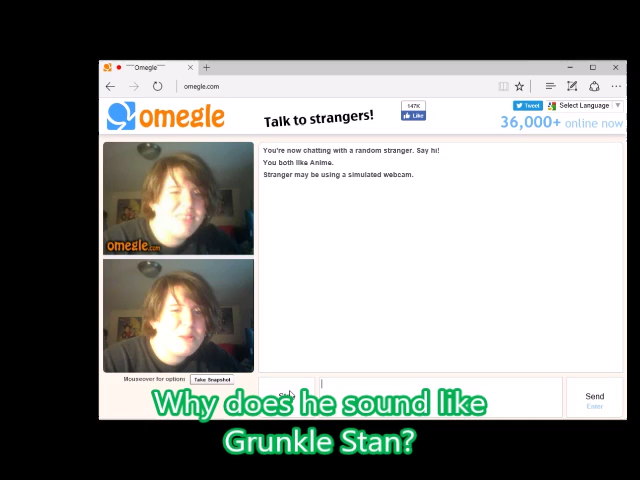 Omegle
omegle.com
omegle
Talk to strangers!
147K
Like
Tweet
Select Language
36,000+ online now
You're now chatting with a random stranger. Say hi!
You both like Anime.
Stranger may be using a simulated webcam.
omegle.com
Mouseover for options
Take Snapshot
Send
Enter
Why does he sound like
Grunkle Stan?